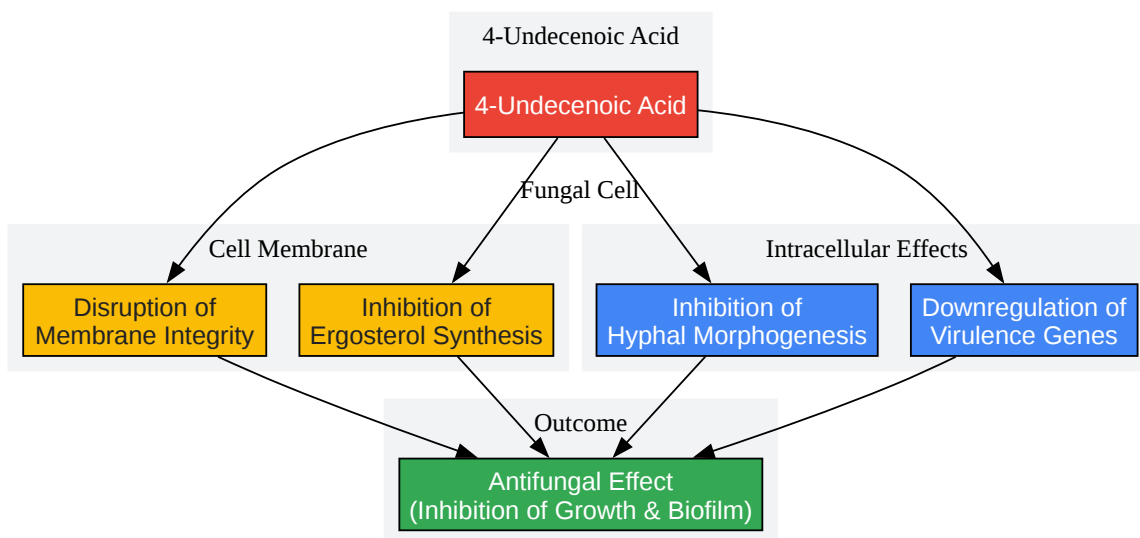 4-Undecenoic Acid
4-Undecenoic Acid
Fungal Cell
Cell Membrane
Intracellular Effects
Disruption of
Membrane Integrity
Inhibition of
Ergosterol Synthesis
Inhibition of
Hyphal Morphogenesis
Downregulation of
Virulence Genes
Outcome
Antifungal Effect
(Inhibition of Growth & Biofilm)